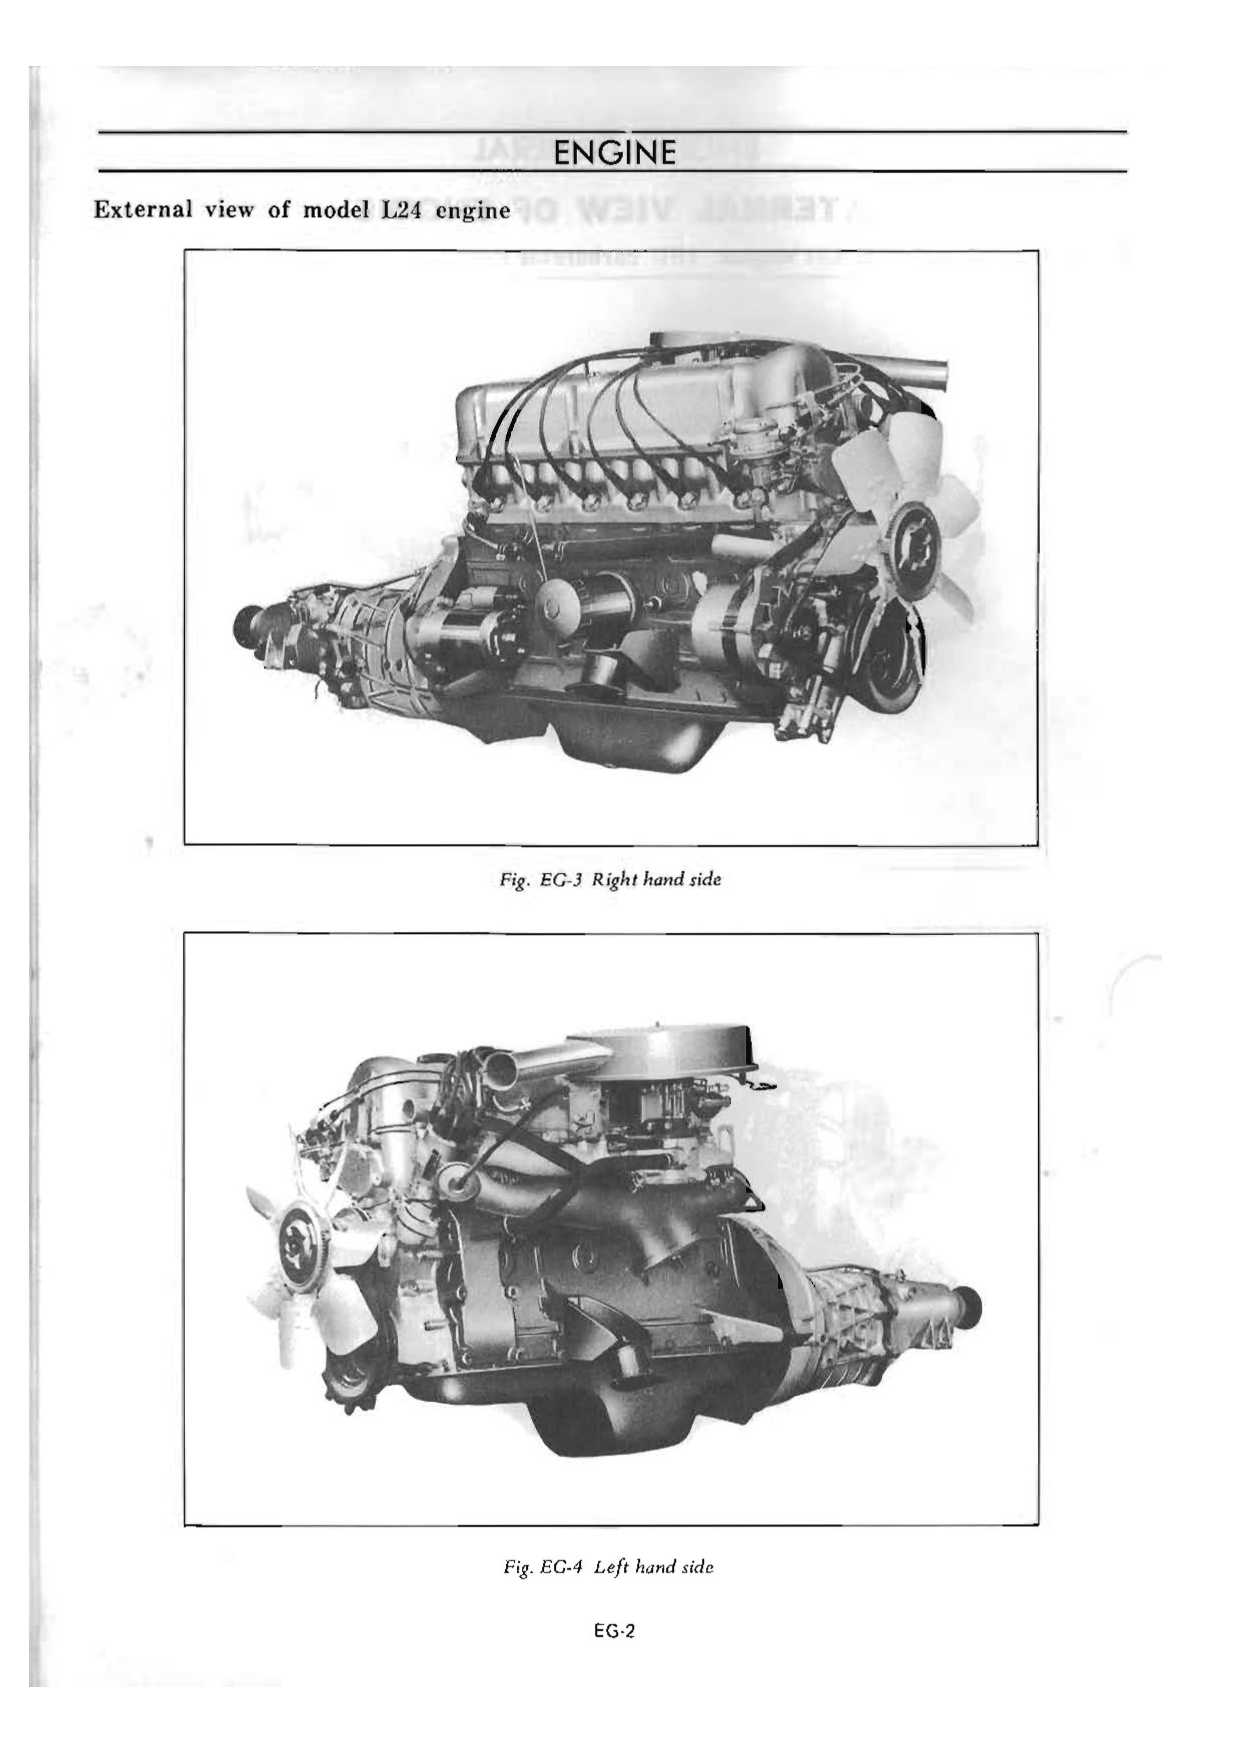 ENGINE
External view of model L24 engine
Fig. EG-3 Right hand side
Fig. EG-4 Left hand side
EG-2